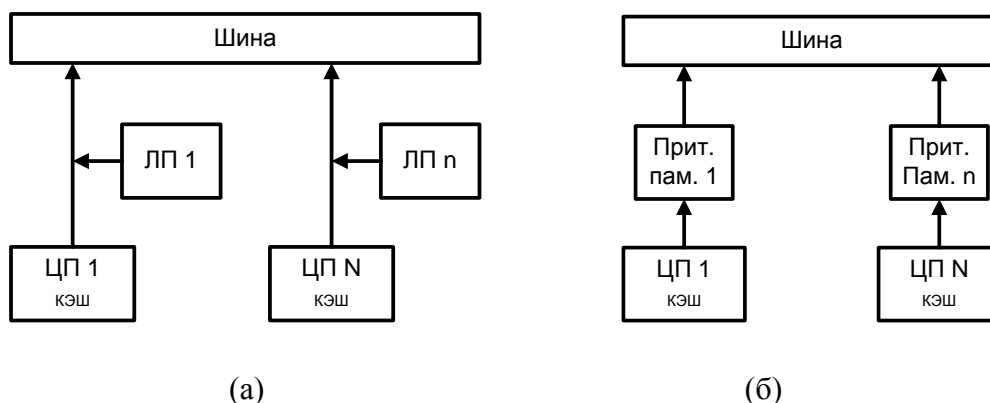 Шина
ЛП 1
ЛП n
ЦП 1
кэш
ЦП N
кэш
(а)
Шина
Прит.
пам. 1
Прит.
Пам. n
ЦП 1
кэш
ЦП N
кэш
(б)